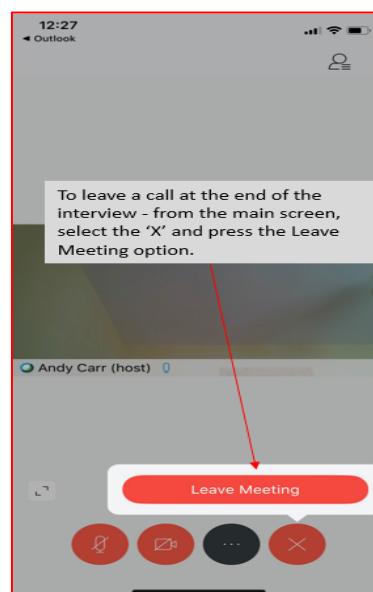 12:27
◄ Outlook
To leave a call at the end of the
interview - from the main screen,
select the ‘X’ and press the Leave
Meeting option.
Andy Carr (host)
Leave Meeting